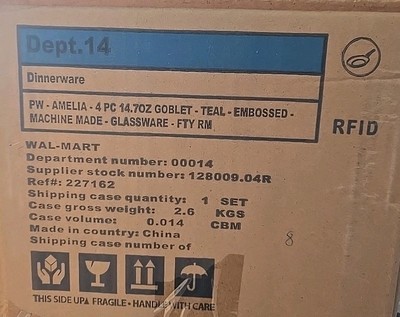 Dept.14
Dinnerware
PW - AMELIA - 4 PC 14.7OZ GOBLET - TEAL - EMBOSSED -
MACHINE MADE - GLASSWARE - FTY RM
RFID
WAL-MART
Department number: 00014
Supplier stock number: 128009.04R
Ref#: 227162
Shipping case quantity: 1 SET
Case gross weight: 2.6 KGS
Case volume: 0.014 CBM
Made in country: China
Shipping case number of
8
THIS SIDE UP & FRAGILE - HANDLE WITH CARE